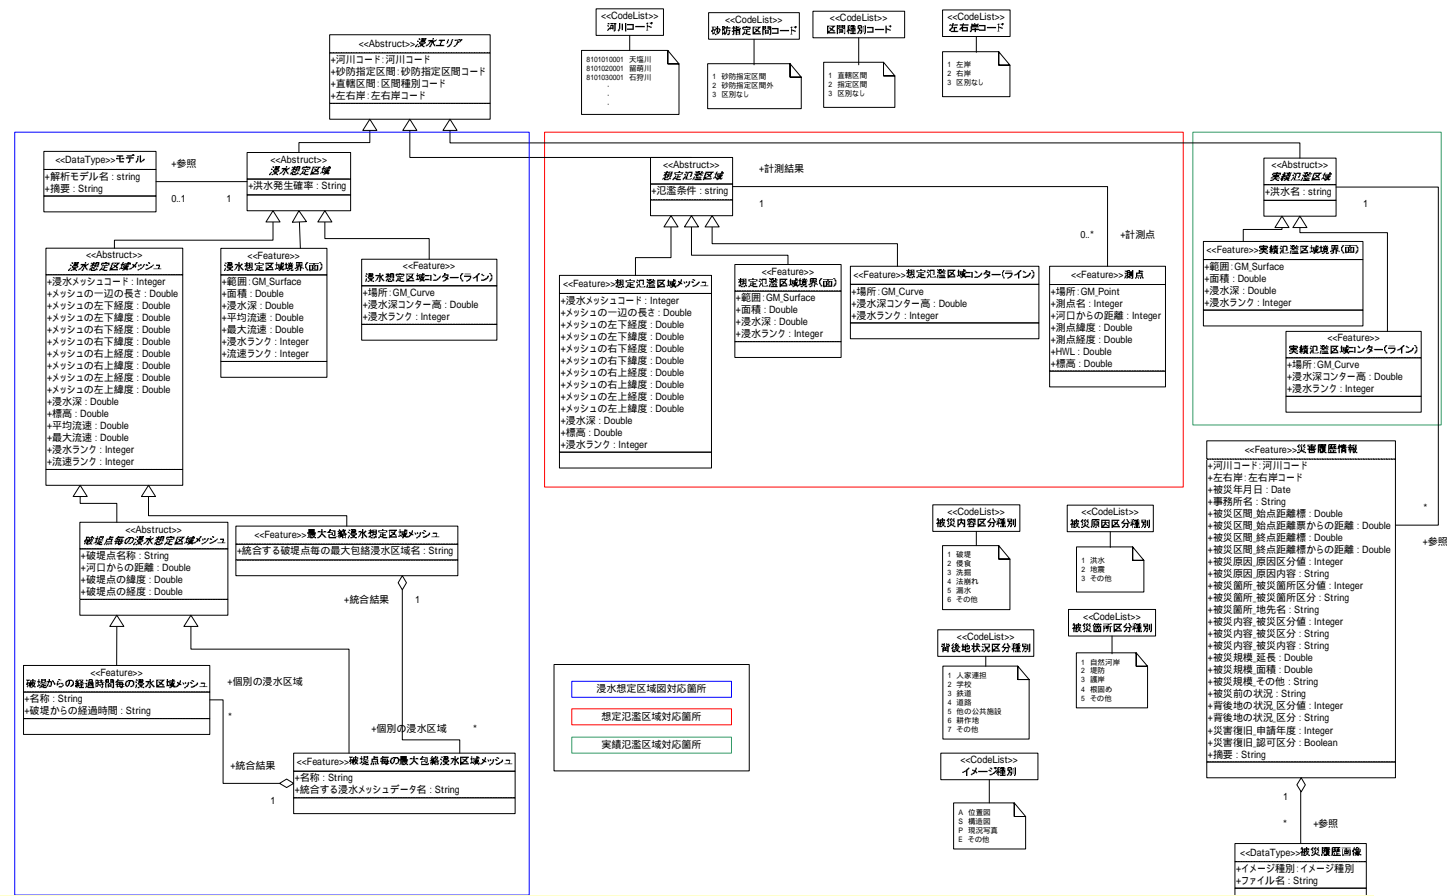 <<Abstract>>浸水エリア
+河川コード:河川コード
+砂防指定区間:砂防指定区間コード
+直轄区間:区間種別コード
+左右岸:左右岸コード
<<CodeList>>
河川コード
8101010001 天塩川
8101020001 留萌川
8101030001 石狩川
.
.
.
<<CodeList>>
砂防指定区間コード
1 砂防指定区間
2 砂防指定区間外
3 区別なし
<<CodeList>>
区間種別コード
1 直轄区間
2 指定区間
3 区別なし
<<CodeList>>
左右岸コード
1 左岸
2 右岸
3 区別なし
<<DataType>>モデル
+解析モデル名 : string
+摘要 : String
+参照
0..1
1
<<Abstruct>>
浸水想定区域
+洪水発生確率 : String
<<Abstract>>
浸水想定区域メッシュ
+浸水メッシュコード : Integer
+メッシュの一辺の長さ : Double
+メッシュの左下経度 : Double
+メッシュの左下緯度 : Double
+メッシュの右下経度 : Double
+メッシュの右下緯度 : Double
+メッシュの右上経度 : Double
+メッシュの右上緯度 : Double
+メッシュの左上経度 : Double
+メッシュの左上緯度 : Double
+浸水深 : Double
+標高 : Double
+平均流速 : Double
+最大流速 : Double
+浸水ランク : Integer
+流速ランク : Integer
<<Feature>>
浸水想定区域境界(面)
+範囲:GM_Surface
+面積 : Double
+浸水深 : Double
+平均流速 : Double
+最大流速 : Double
+浸水ランク : Integer
+流速ランク : Integer
<<Feature>>
浸水想定区域コンター(ライン)
+場所:GM_Curve
+浸水深コンター高 : Double
+浸水ランク : Integer
<<Abstract>>
破堤点毎の浸水想定区域メッシュ
+破堤点名称 : String
+河口からの距離 : Double
+破堤点の緯度 : Double
+破堤点の経度 : Double
<<Feature>>最大包絡浸水想定区域メッシュ
+統合する破堤点毎の最大包絡浸水区域名 : String
+統合結果
1
<<Feature>>
破堤からの経過時間毎の浸水区域メッシュ
+名称 : String
+破堤からの経過時間 : String
+個別の浸水区域
*
+個別の浸水区域
*
+統合結果
1
<<Feature>>破堤点毎の最大包絡浸水区域メッシュ
+名称 : String
+統合する浸水メッシュデータ名 : String
<<Abstract>>
想定氾濫区域
+氾濫条件 : string
+計測結果
1
0..*
+計測点
<<Feature>>想定氾濫区域メッシュ
+浸水メッシュコード : Integer
+メッシュの一辺の長さ : Double
+メッシュの左下経度 : Double
+メッシュの左下緯度 : Double
+メッシュの右下経度 : Double
+メッシュの右下緯度 : Double
+メッシュの右上経度 : Double
+メッシュの右上緯度 : Double
+メッシュの左上経度 : Double
+メッシュの左上緯度 : Double
+浸水深 : Double
+標高 : Double
+浸水ランク : Integer
<<Feature>>
想定氾濫区域境界(面)
+範囲:GM_Surface
+面積 : Double
+浸水深 : Double
+浸水ランク : Integer
<<Feature>>想定氾濫区域コンター(ライン)
+場所:GM_Curve
+浸水深コンター高 : Double
+浸水ランク : Integer
<<Feature>>測点
+場所:GM_Point
+測点名 : Integer
+河口からの距離 : Integer
+測点緯度 : Double
+測点経度 : Double
+HWL : Double
+標高 : Double
<<Abstract>>
実績氾濫区域
+洪水名 : string
1
<<Feature>>実績氾濫区域境界(面)
+範囲:GM_Surface
+面積 : Double
+浸水深 : Double
+浸水ランク : Integer
<<Feature>>
実績氾濫区域コンター(ライン)
+場所:GM_Curve
+浸水深コンター高 : Double
+浸水ランク : Integer
<<Feature>>災害履歴情報
+河川コード:河川コード
+左右岸:左右岸コード
+被災年月日 : Date
+事務所名 : String
+被災区間_始点距離標 : Double
+被災区間_始点距離票からの距離 : Double
+被災区間_終点距離標 : Double
+被災区間_終点距離標からの距離 : Double
+被災原因_原因区分値 : Integer
+被災原因_原因内容 : String
+被災箇所_被災箇所区分値 : Integer
+被災箇所_被災箇所区分 : String
+被災箇所_地先名 : String
+被災内容_被災区分値 : Integer
+被災内容_被災区分 : String
+被災内容_被災内容 : String
+被災規模_延長 : Double
+被災規模_面積 : Double
+被災規模_その他 : String
+被災前の状況 : String
+背後地の状況_区分値 : Integer
+背後地の状況_区分 : String
+災害復旧_申請年度 : Integer
+災害復旧_認可区分 : Boolean
+摘要 : String
*
+参照
1
*
+参照
<<DataType>>被災履歴画像
+イメージ種別:イメージ種別
+ファイル名 : String
<<CodeList>>
被災内容区分種別
1 破堤
2 侵食
3 洗掘
4 法崩れ
5 漏水
6 その他
<<CodeList>>
被災原因区分種別
1 洪水
2 地震
3 その他
<<CodeList>>
背後地状況区分種別
1 人家連担
2 学校
3 鉄道
4 道路
5 他の公共施設
6 耕作地
7 その他
<<CodeList>>
被災箇所区分種別
1 自然河岸
2 堤防
3 護岸
4 根固め
5 その他
<<CodeList>>
イメージ種別
A 位置図
S 構造図
P 現況写真
E その他
浸水想定区域図対応箇所
想定氾濫区域対応箇所
実績氾濫区域対応箇所